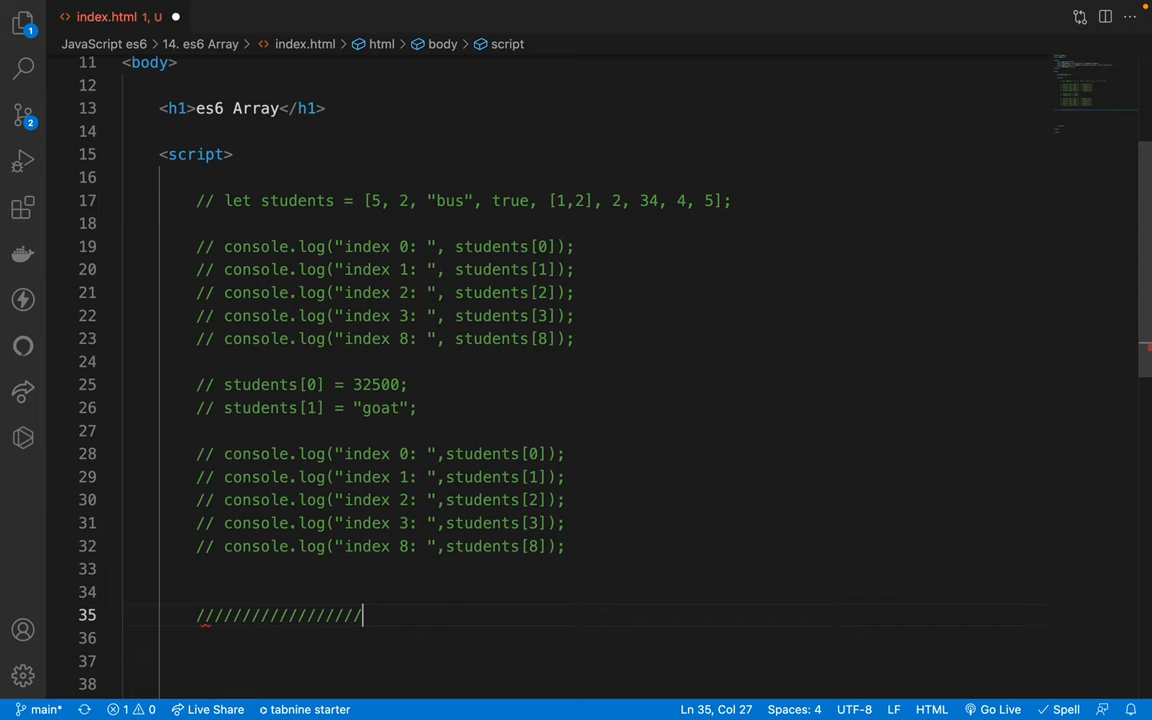 index.html 1, U
JavaScript es6 > 14. es6 Array > index.html > html > body > script
11 <body>
12
13 <h1>es6 Array</h1>
14
15 <script>
16
17 // let students = [5, 2, "bus", true, [1,2], 2, 34, 4, 5];
18
19 // console.log("index 0: ", students[0]);
20 // console.log("index 1: ", students[1]);
21 // console.log("index 2: ", students[2]);
22 // console.log("index 3: ", students[3]);
23 // console.log("index 8: ", students[8]);
24
25 // students[0] = 32500;
26 // students[1] = "goat";
27
28 // console.log("index 0: ",students[0]);
29 // console.log("index 1: ",students[1]);
30 // console.log("index 2: ",students[2]);
31 // console.log("index 3: ",students[3]);
32 // console.log("index 8: ",students[8]);
33
34
35 //////////////////
36
37
38
1
2
main* 1 0 Live Share tabnine starter Ln 35, Col 27 Spaces: 4 UTF-8 LF HTML Go Live Spell